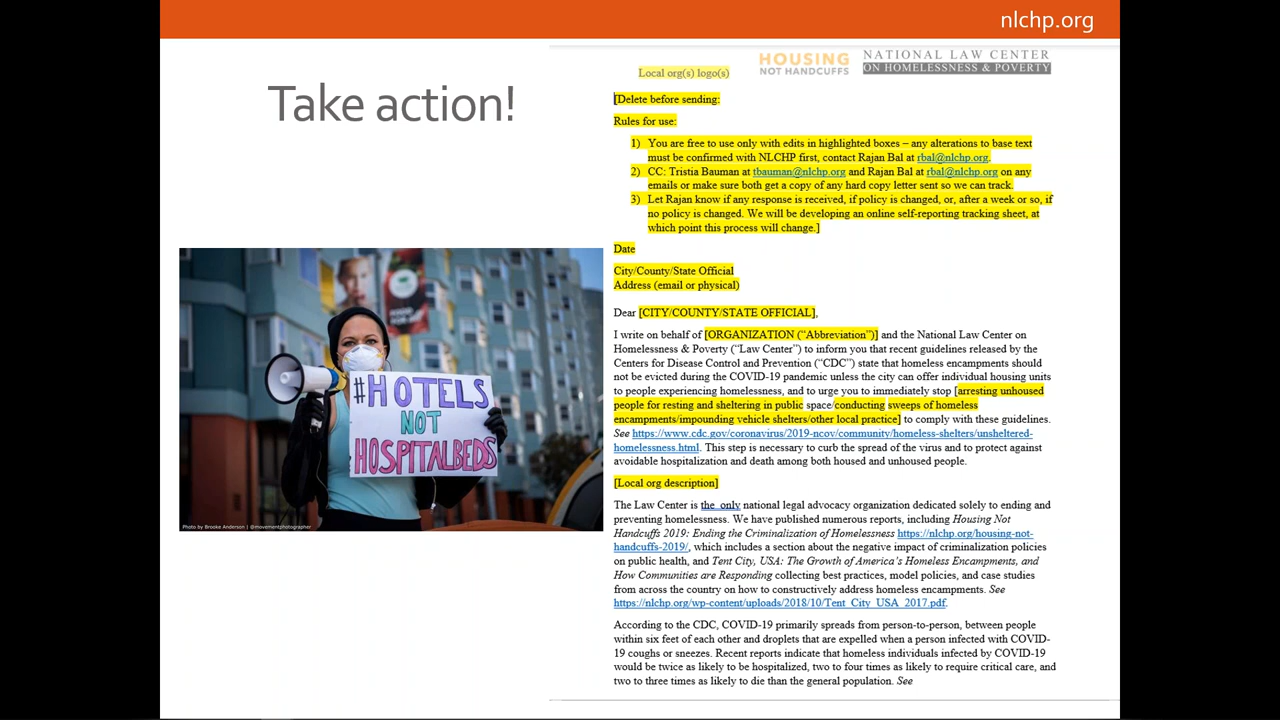 nlchp.org
Take action!
HOUSING
NOT HANDCUFFS
NATIONAL LAW CENTER
ON HOMELESSNESS & POVERTY
Local org(s) logo(s)
[Delete before sending:
Rules for use:
1) You are free to use only with edits in highlighted boxes – any alterations to base text
must be confirmed with NLCHP first, contact Rajan Bal at rbal@nlchp.org.
2) CC: Tristia Bauman at tbauman@nlchp.org and Rajan Bal at rbal@nlchp.org on any
emails or make sure both get a copy of any hard copy letter sent so we can track.
3) Let Rajan know if any response is received, if policy is changed, or, after a week or so, if
no policy is changed. We will be developing an online self-reporting tracking sheet, at
which point this process will change.]
Date
City/County/State Official
Address (email or physical)
Dear [CITY/COUNTY/STATE OFFICIAL],
I write on behalf of [ORGANIZATION (“Abbreviation”)] and the National Law Center on
Homelessness & Poverty (“Law Center”) to inform you that recent guidelines released by the
Centers for Disease Control and Prevention (“CDC”) state that homeless encampments should
not be evicted during the COVID-19 pandemic unless the city can offer individual housing units
to people experiencing homelessness, and to urge you to immediately stop [arresting unhoused
people for resting and sheltering in public space/conducting sweeps of homeless
encampments/impounding vehicle shelters/other local practice] to comply with these guidelines.
See https://www.cdc.gov/coronavirus/2019-ncov/community/homeless-shelters/unsheltered-
homelessness.html. This step is necessary to curb the spread of the virus and to protect against
avoidable hospitalization and death among both housed and unhoused people.
[Local org description]
The Law Center is the only national legal advocacy organization dedicated solely to ending and
preventing homelessness. We have published numerous reports, including Housing Not
Handcuffs 2019: Ending the Criminalization of Homelessness https://nlchp.org/housing-not-
handcuffs-2019/, which includes a section about the negative impact of criminalization policies
on public health, and Tent City, USA: The Growth of America’s Homeless Encampments, and
How Communities are Responding collecting best practices, model policies, and case studies
from across the country on how to constructively address homeless encampments. See
https://nlchp.org/wp-content/uploads/2018/10/Tent_City_USA_2017.pdf.
According to the CDC, COVID-19 primarily spreads from person-to-person, between people
within six feet of each other and droplets that are expelled when a person infected with COVID-
19 coughs or sneezes. Recent reports indicate that homeless individuals infected by COVID-19
would be twice as likely to be hospitalized, two to four times as likely to require critical care, and
two to three times as likely to die than the general population. See
#HOTELS
NOT
HOSPITALBEDS
Photo by Brooke Anderson | @movementphotographer